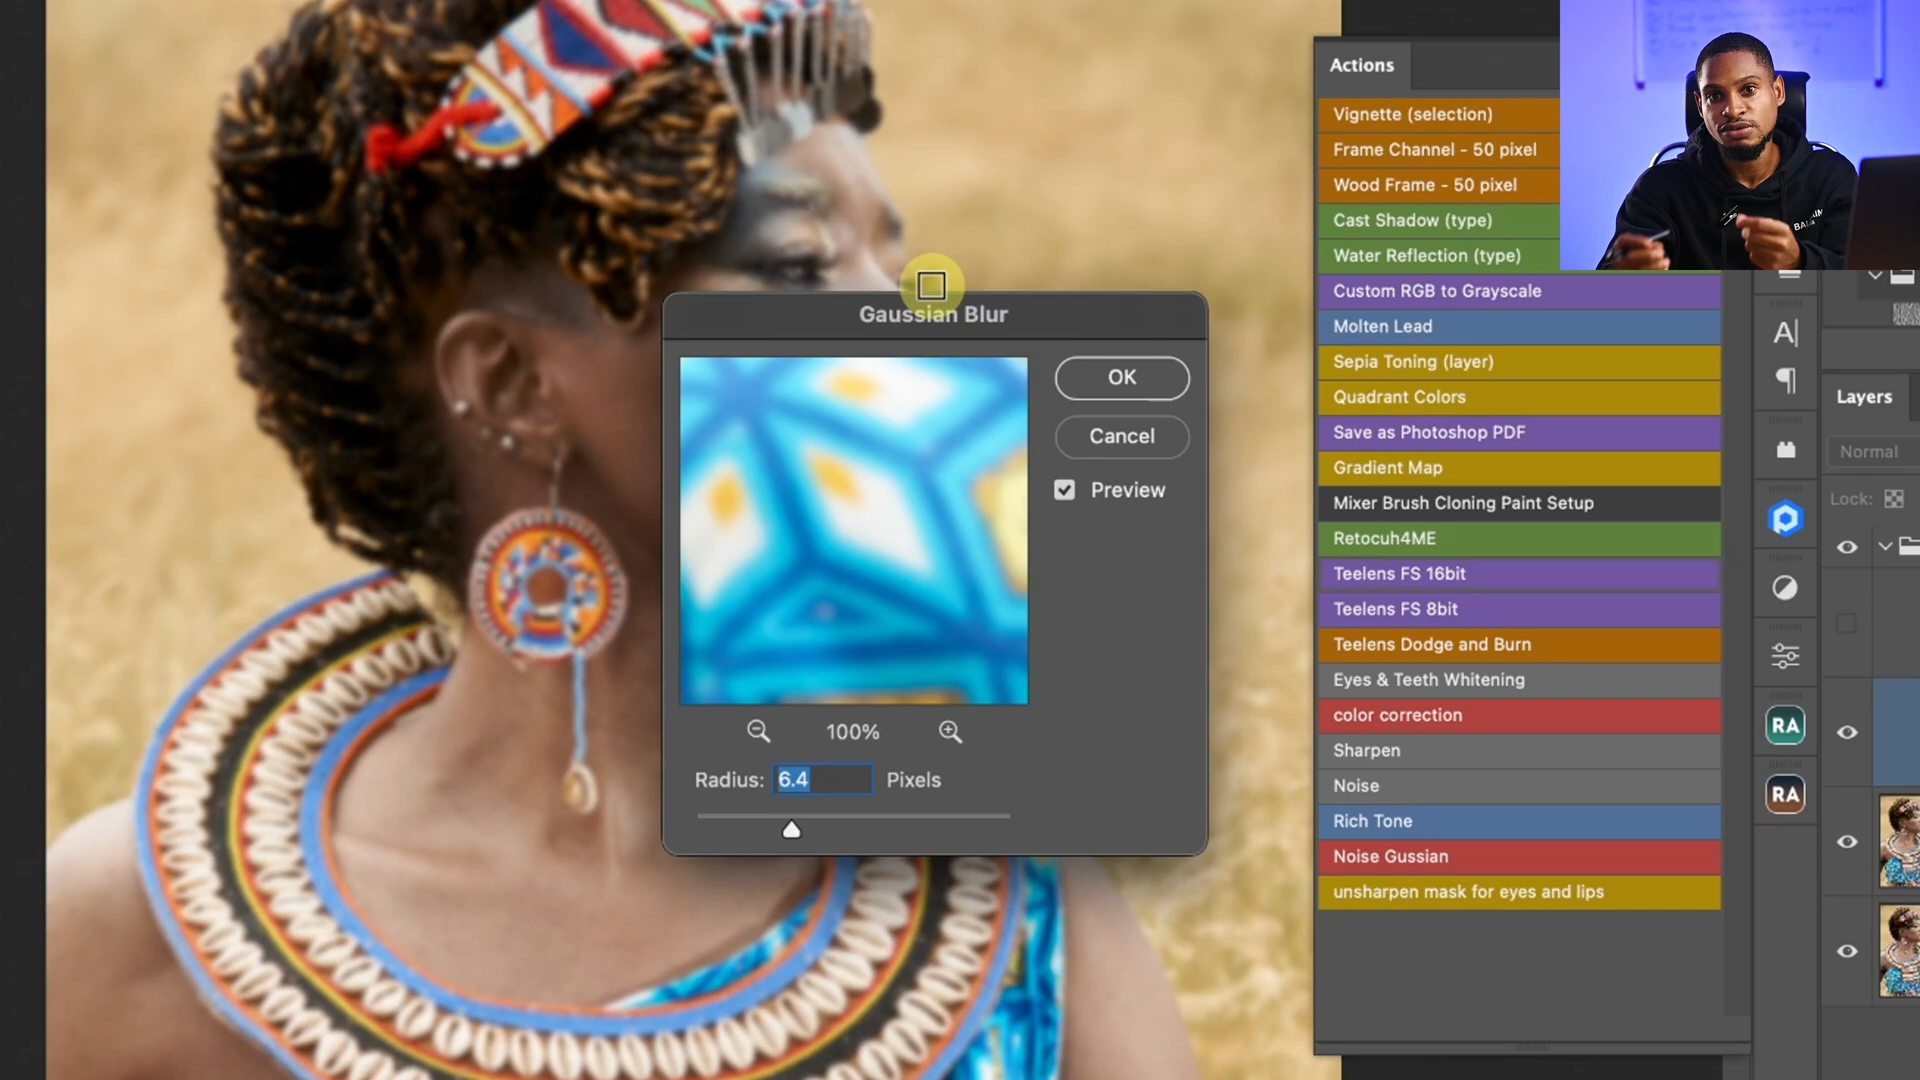 Actions
Vignette (selection)
Frame Channel - 50 pixel
Wood Frame - 50 pixel
Cast Shadow (type)
Water Reflection (type)
Custom RGB to Grayscale
Molten Lead
Sepia Toning (layer)
Quadrant Colors
Save as Photoshop PDF
Gradient Map
Mixer Brush Cloning Paint Setup
Retocuh4ME
Teelens FS 16bit
Teelens FS 8bit
Teelens Dodge and Burn
Eyes & Teeth Whitening
color correction
Sharpen
Noise
Rich Tone
Noise Gussian
unsharpen mask for eyes and lips
Gaussian Blur
OK
Cancel
Preview
100%
Radius: 6.4 Pixels
A|
RA
RA
Layers
Normal
Lock: